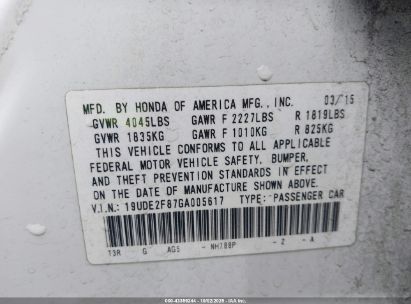 MFD. BY HONDA OF AMERICA MFG., INC. 03/15
GVWR 4045LBS GAWR F 2227LBS R 1819LBS
GVWR 1835KG GAWR F 1010KG R 825KG
THIS VEHICLE CONFORMS TO ALL APPLICABLE
FEDERAL MOTOR VEHICLE SAFETY, BUMPER,
AND THEFT PREVENTION STANDARDS IN EFFECT
ON THE DATE OF MANUFACTURE SHOWN ABOVE.
V.I.N.: 19UDE2F87GA005617 TYPE: PASSENGER CAR
T3R G AGS - NH788P - 2 - A